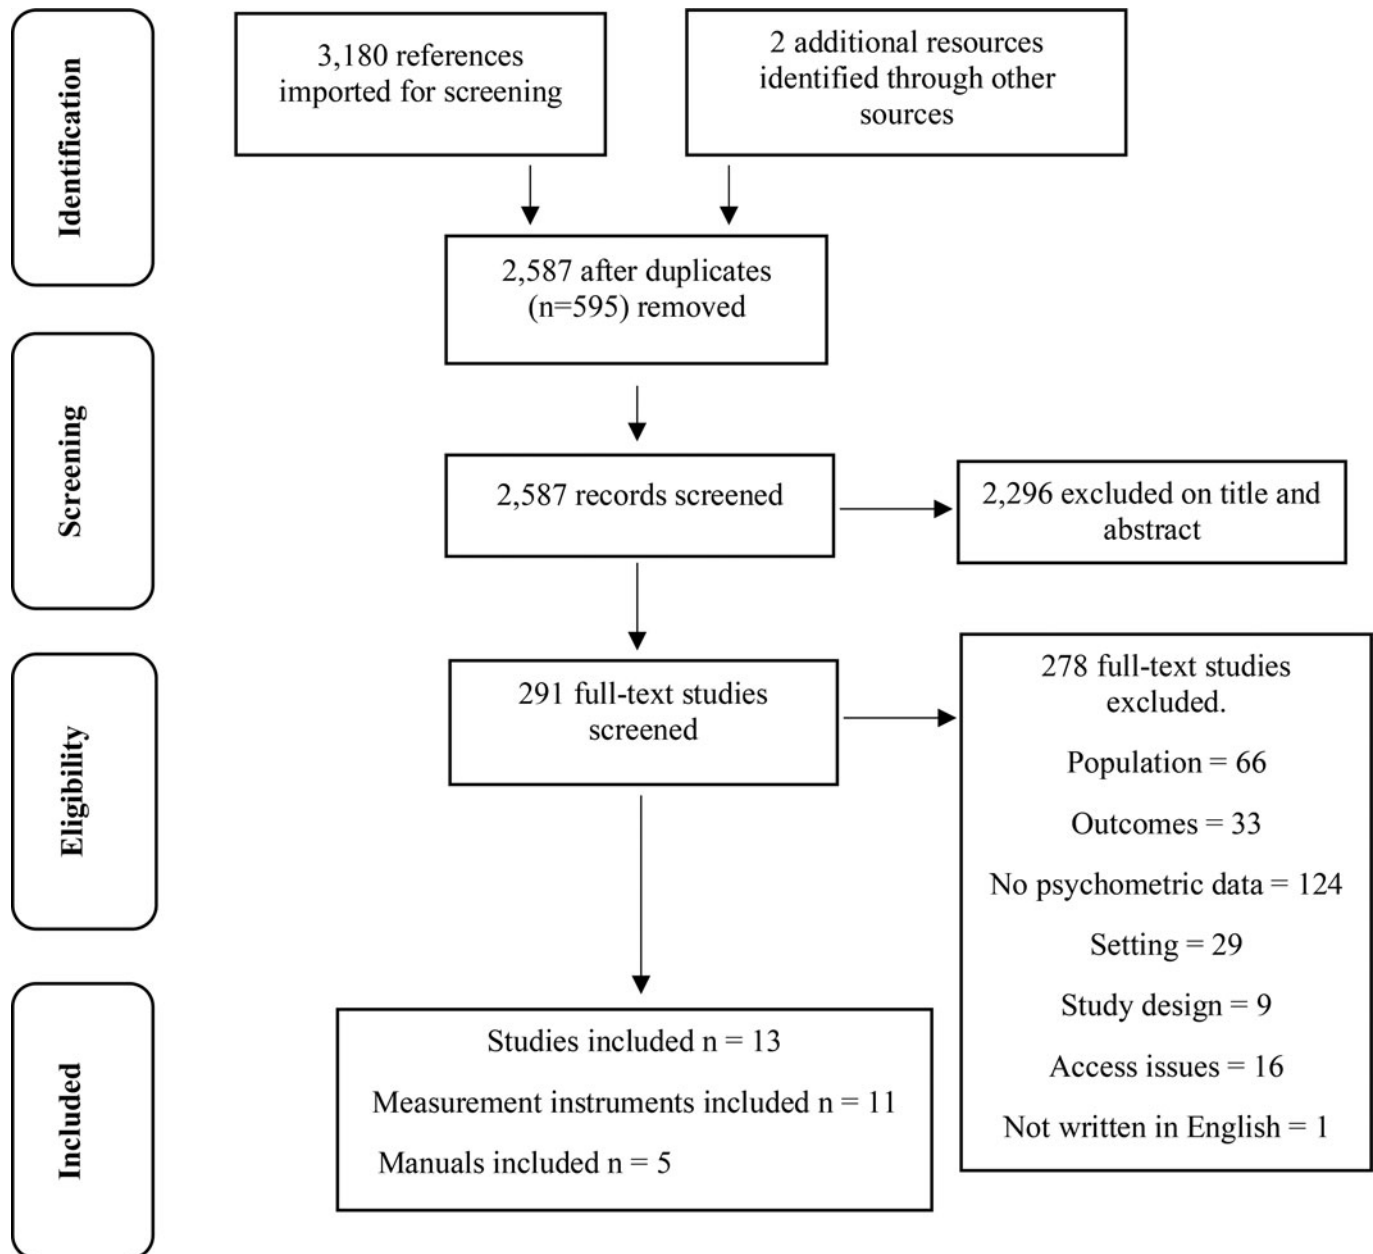 Identification
3,180 references
imported for screening
2 additional resources
identified through other
sources
2,587 after duplicates
(n=595) removed
Screening
2,587 records screened
2,296 excluded on title and
abstract
Eligibility
291 full-text studies
screened
278 full-text studies
excluded.
Population = 66
Outcomes = 33
No psychometric data = 124
Setting = 29
Study design = 9
Access issues = 16
Not written in English = 1
Included
Studies included n = 13
Measurement instruments included n = 11
Manuals included n = 5